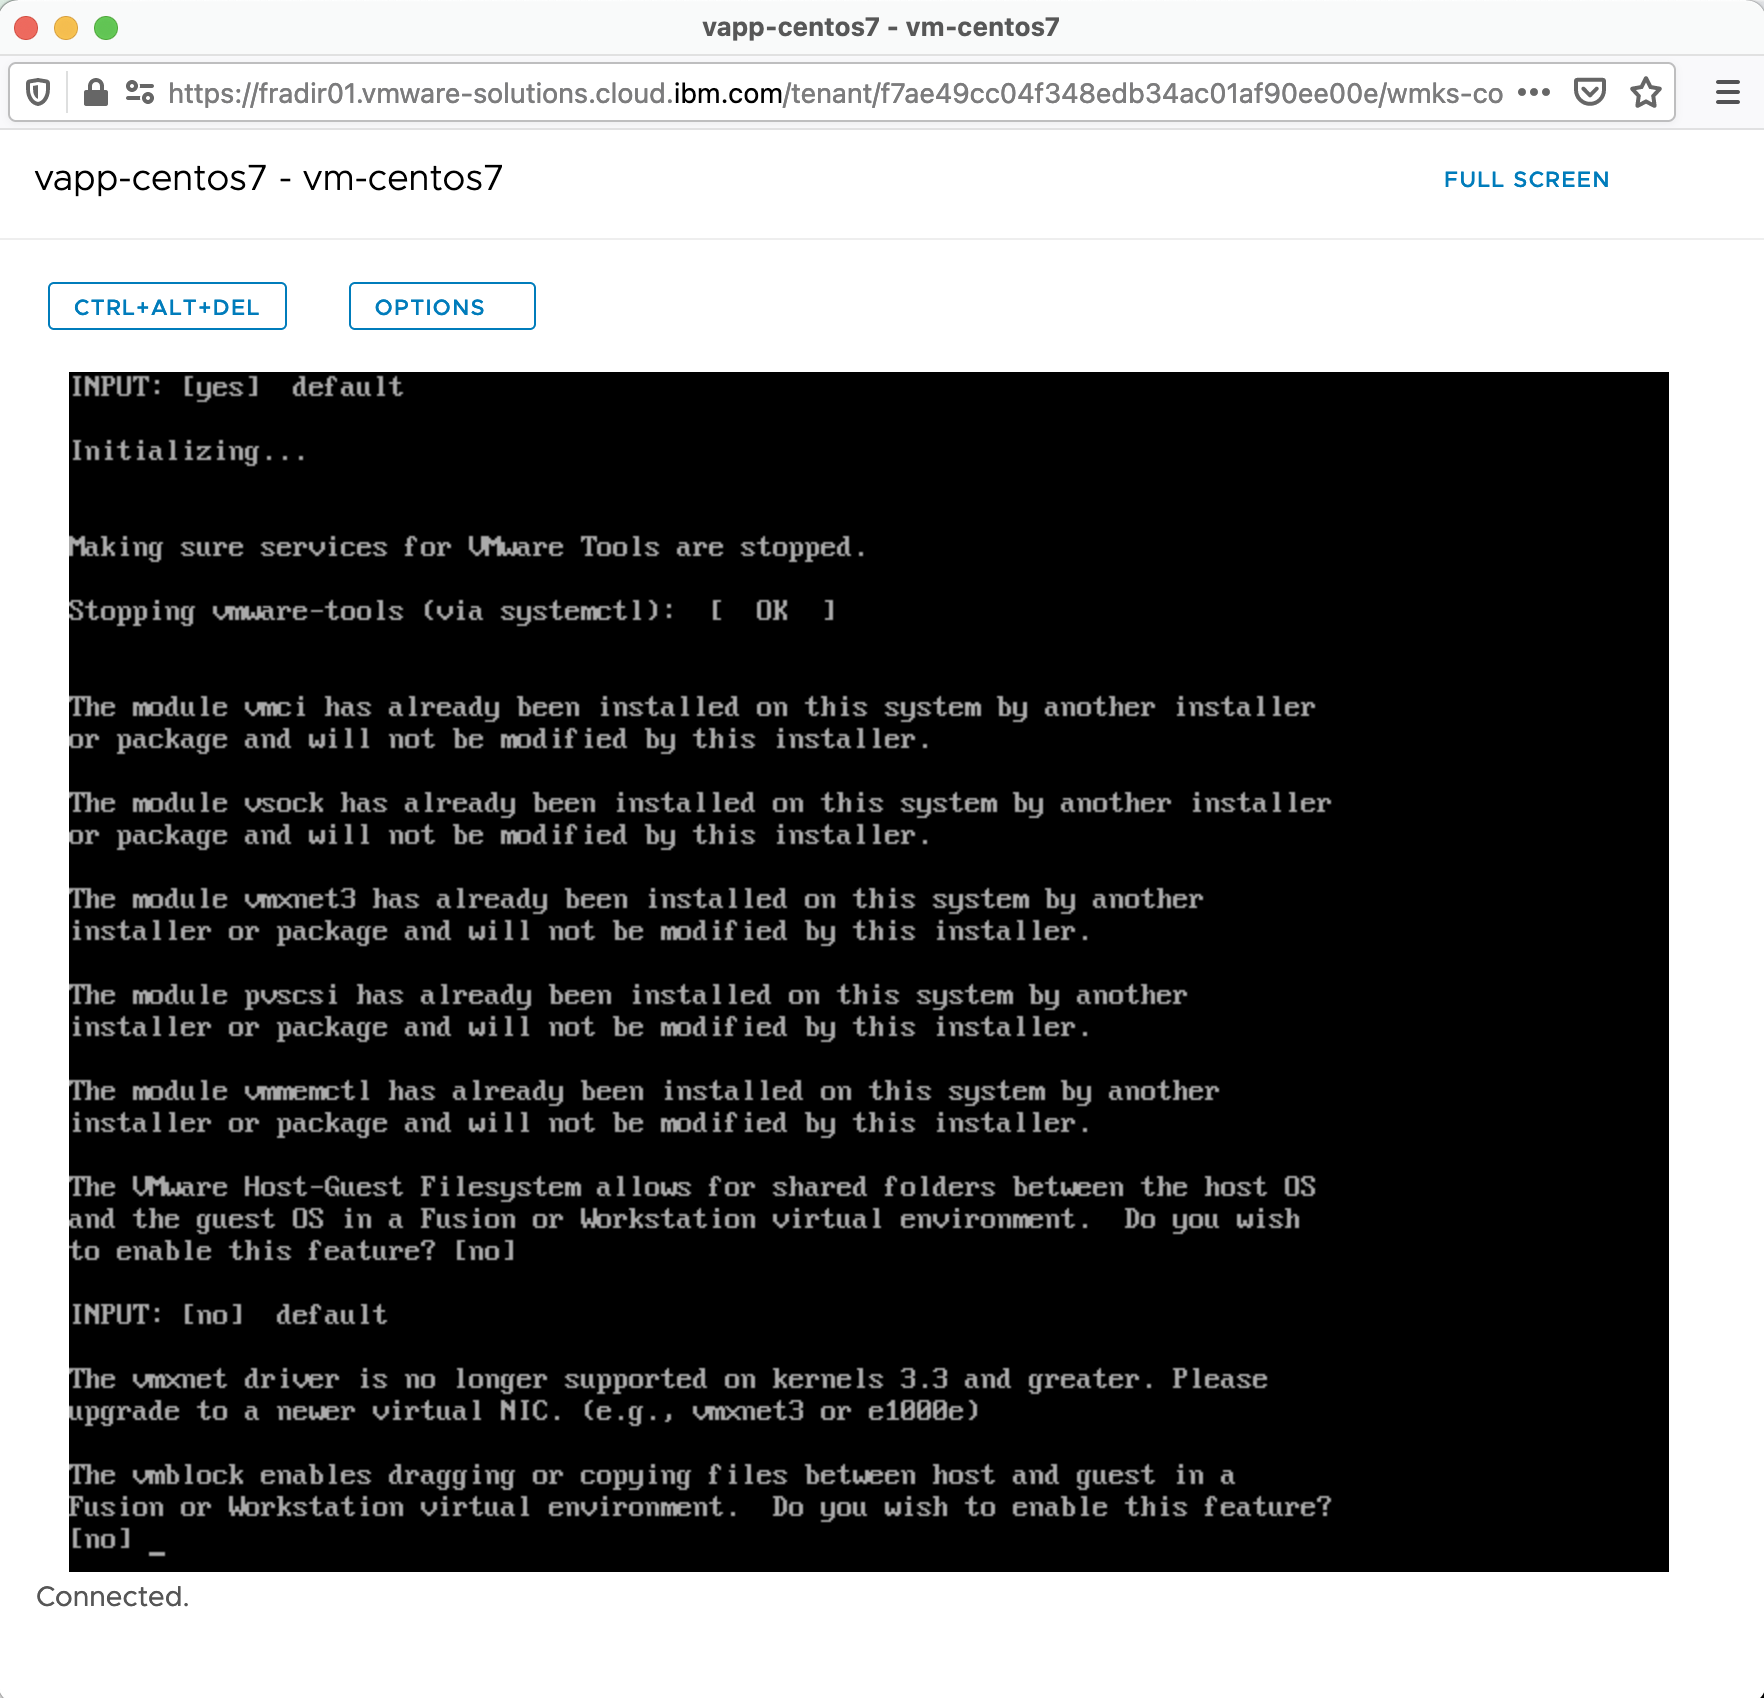 vapp-centos7 - vm-centos7
https://fradir01.vmware-solutions.cloud.ibm.com/tenant/f7ae49cc04f348edb34ac01af90ee00e/wmks-co
vapp-centos7 - vm-centos7
FULL SCREEN
CTRL+ALT+DEL
OPTIONS
INPUT: [yes]  default
Initializing...
Making sure services for VMware Tools are stopped.
Stopping vmware-tools (via systemctl):  [  OK  ]
The module vmci has already been installed on this system by another installer
or package and will not be modified by this installer.
The module vsock has already been installed on this system by another installer
or package and will not be modified by this installer.
The module vmxnet3 has already been installed on this system by another
installer or package and will not be modified by this installer.
The module pvscsi has already been installed on this system by another
installer or package and will not be modified by this installer.
The module vmmemctl has already been installed on this system by another
installer or package and will not be modified by this installer.
The VMware Host-Guest Filesystem allows for shared folders between the host OS
and the guest OS in a Fusion or Workstation virtual environment.  Do you wish
to enable this feature? [no]
INPUT: [no]  default
The vmxnet driver is no longer supported on kernels 3.3 and greater. Please
upgrade to a newer virtual NIC. (e.g., vmxnet3 or e1000e)
The vmblock enables dragging or copying files between host and guest in a
Fusion or Workstation virtual environment.  Do you wish to enable this feature?
[no] _
Connected.